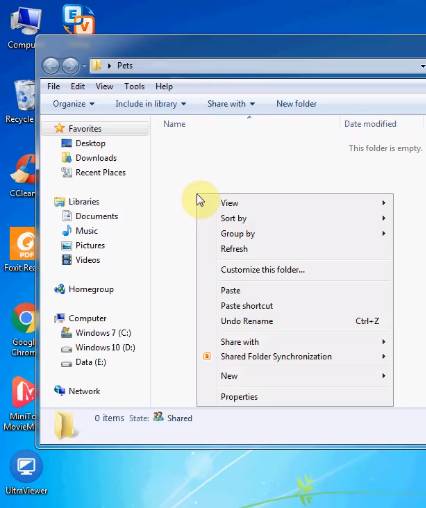 Comput
Pets
File Edit View Tools Help
Organize Include in library Share with New folder
Name Date modified
This folder is empty.
Favorites
Desktop
Downloads
Recent Places
Libraries
Documents
Music
Pictures
Videos
Homegroup
Computer
Windows 7 (C:)
Windows 10 (D:)
Data (E:)
Network
View
Sort by
Group by
Refresh
Customize this folder...
Paste
Paste shortcut
Undo Rename Ctrl+Z
Share with
Shared Folder Synchronization
New
Properties
0 items State: Shared
Recycle
CClean
PDF
Foxit Rea
Google
Chrom
MiniTo
MovieM
UltraViewer